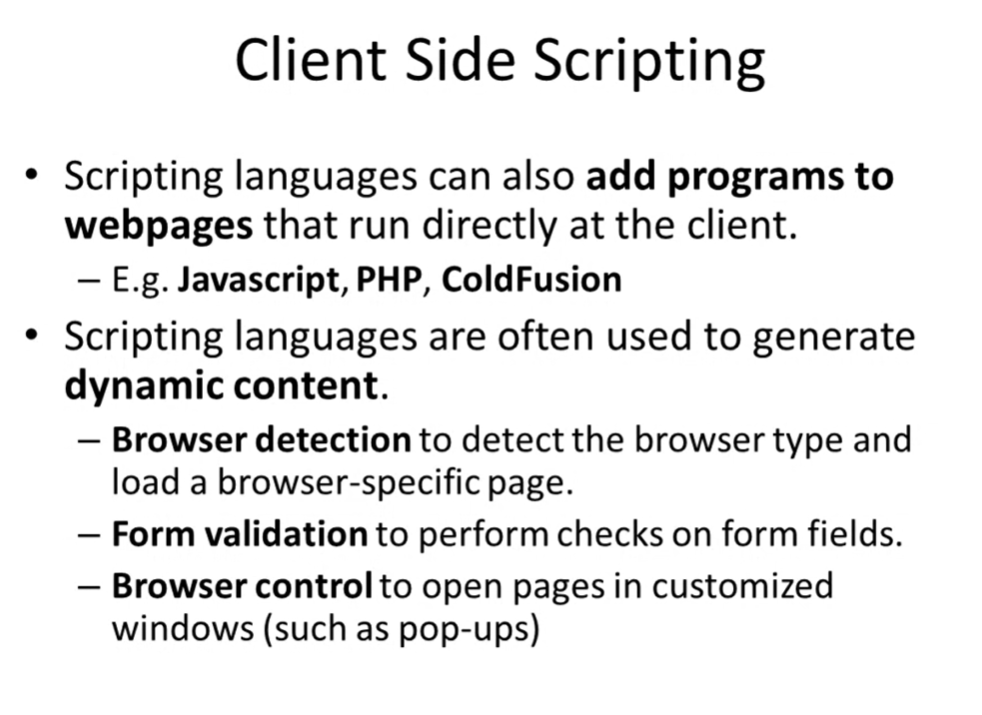 Client Side Scripting
• Scripting languages can also add programs to
webpages that run directly at the client.
– E.g. Javascript, PHP, ColdFusion
• Scripting languages are often used to generate
dynamic content.
– Browser detection to detect the browser type and
load a browser-specific page.
– Form validation to perform checks on form fields.
– Browser control to open pages in customized
windows (such as pop-ups)